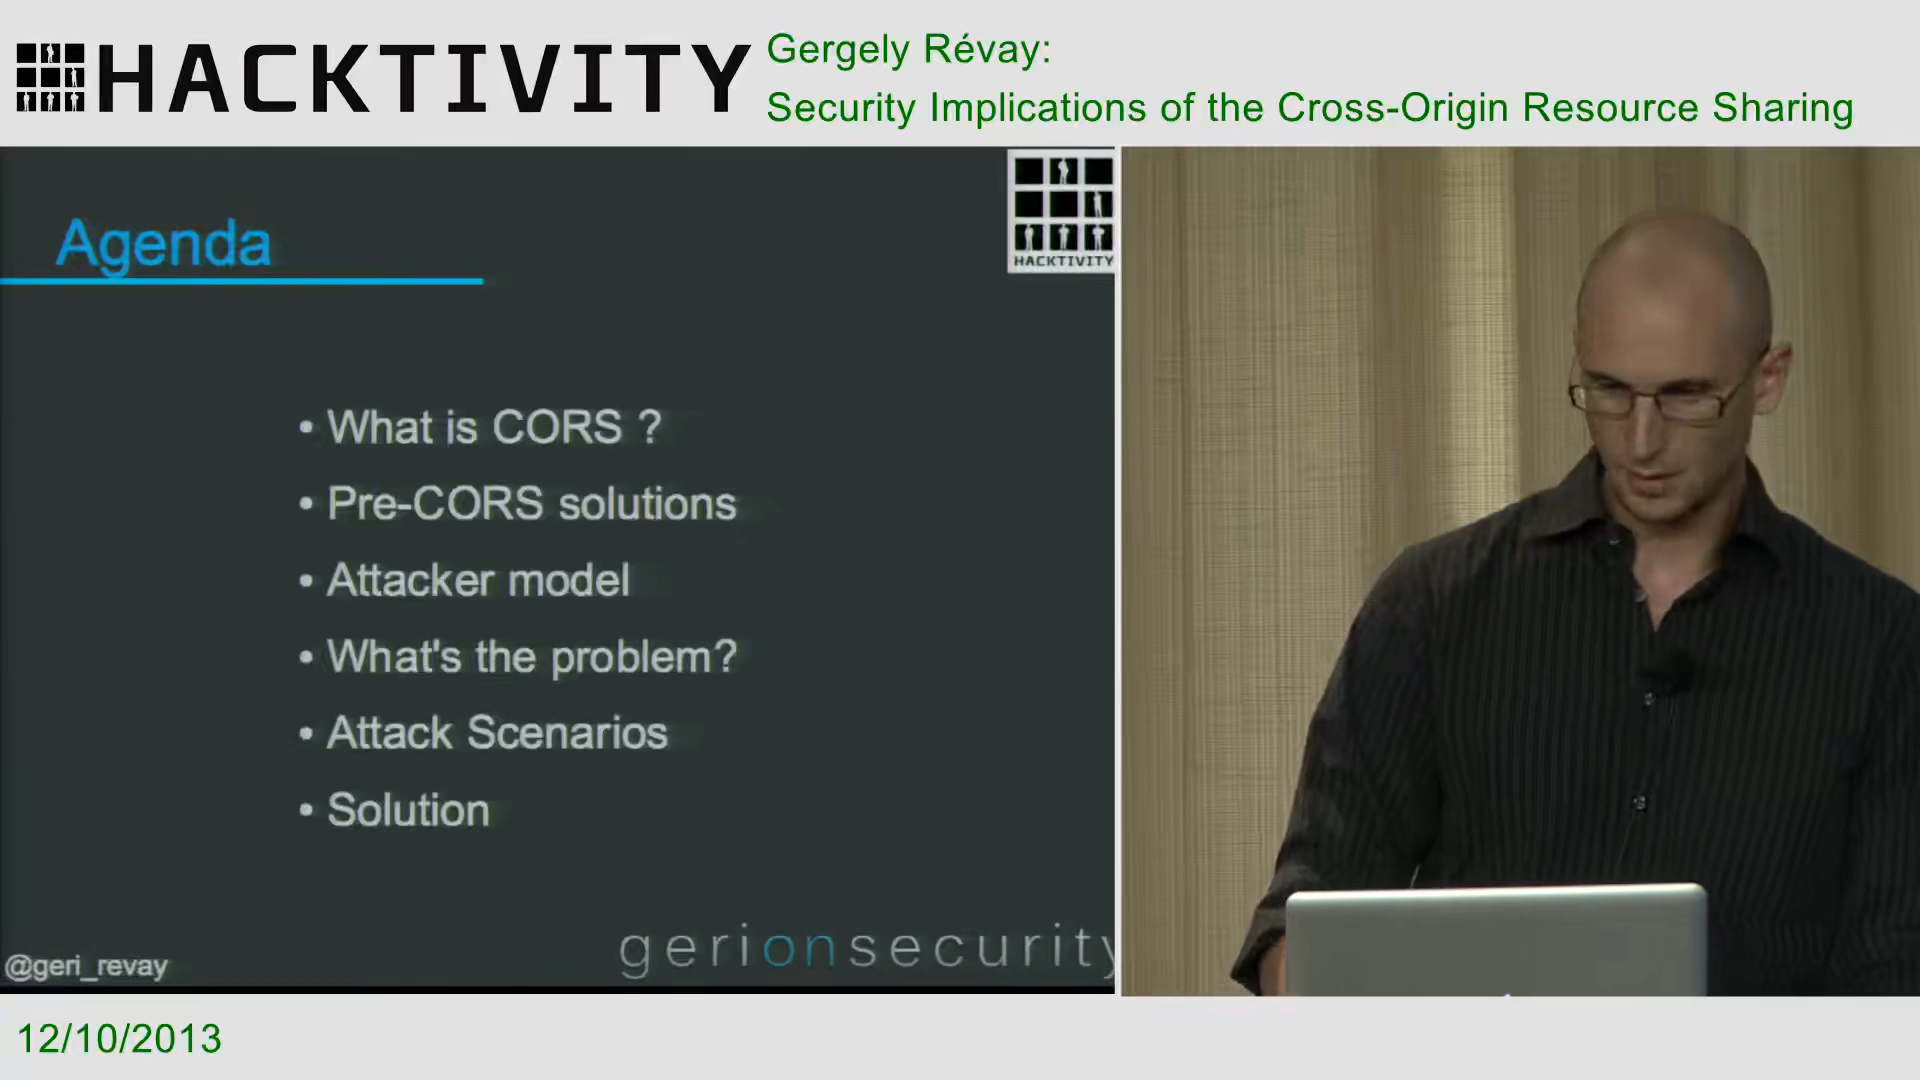 HACKTIVITY
Gergely Révay:
Security Implications of the Cross-Origin Resource Sharing
Agenda
HACKTIVITY
• What is CORS ?
• Pre-CORS solutions
• Attacker model
• What's the problem?
• Attack Scenarios
• Solution
@geri_revay
gerionsecurity
12/10/2013